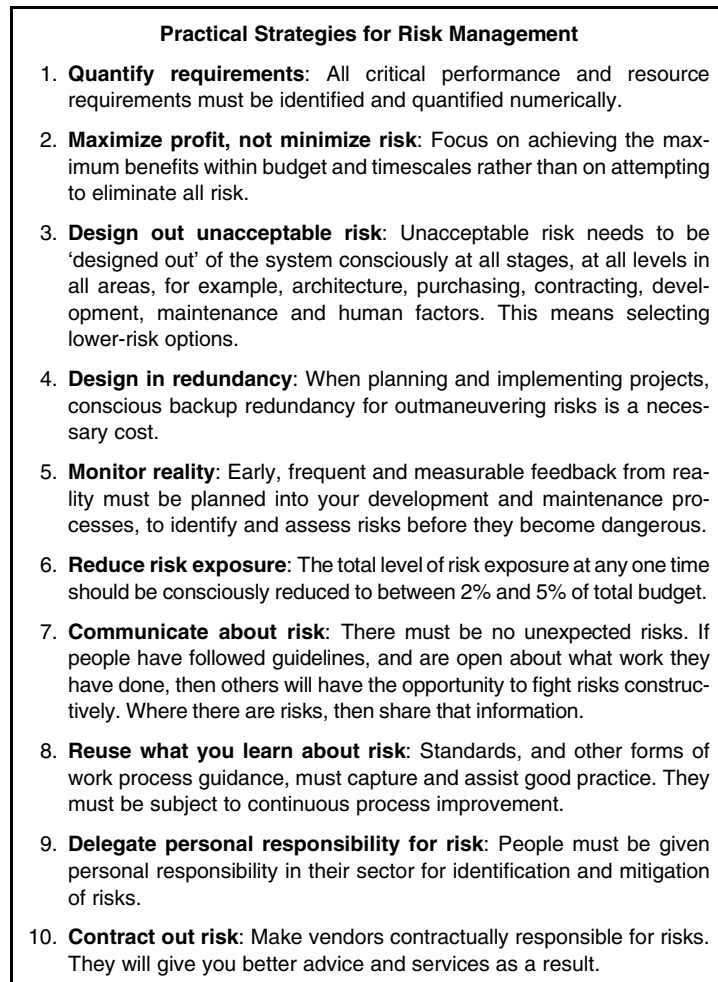 Practical Strategies for Risk Management
1. Quantify requirements: All critical performance and resource
requirements must be identified and quantified numerically.
2. Maximize profit, not minimize risk: Focus on achieving the max-
imum benefits within budget and timescales rather than on attempting
to eliminate all risk.
3. Design out unacceptable risk: Unacceptable risk needs to be
‘designed out’ of the system consciously at all stages, at all levels in
all areas, for example, architecture, purchasing, contracting, devel-
opment, maintenance and human factors. This means selecting
lower-risk options.
4. Design in redundancy: When planning and implementing projects,
conscious backup redundancy for outmaneuvering risks is a neces-
sary cost.
5. Monitor reality: Early, frequent and measurable feedback from rea-
lity must be planned into your development and maintenance pro-
cesses, to identify and assess risks before they become dangerous.
6. Reduce risk exposure: The total level of risk exposure at any one time
should be consciously reduced to between 2% and 5% of total budget.
7. Communicate about risk: There must be no unexpected risks. If
people have followed guidelines, and are open about what work they
have done, then others will have the opportunity to fight risks construc-
tively. Where there are risks, then share that information.
8. Reuse what you learn about risk: Standards, and other forms of
work process guidance, must capture and assist good practice. They
must be subject to continuous process improvement.
9. Delegate personal responsibility for risk: People must be given
personal responsibility in their sector for identification and mitigation
of risks.
10. Contract out risk: Make vendors contractually responsible for risks.
They will give you better advice and services as a result.